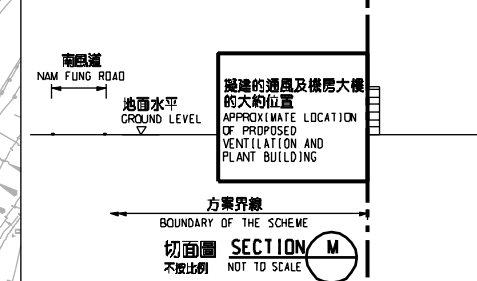 南風道
NAM FUNG ROAD
地面水平
GROUND LEVEL
擬建的通風及機房大樓
的大約位置
APPROXIMATE LOCATION
OF PROPOSED
VENTILATION AND
PLANT BUILDING
方案界線
BOUNDARY OF THE SCHEME
切面圖 SECTION M
不按比例 NOT TO SCALE